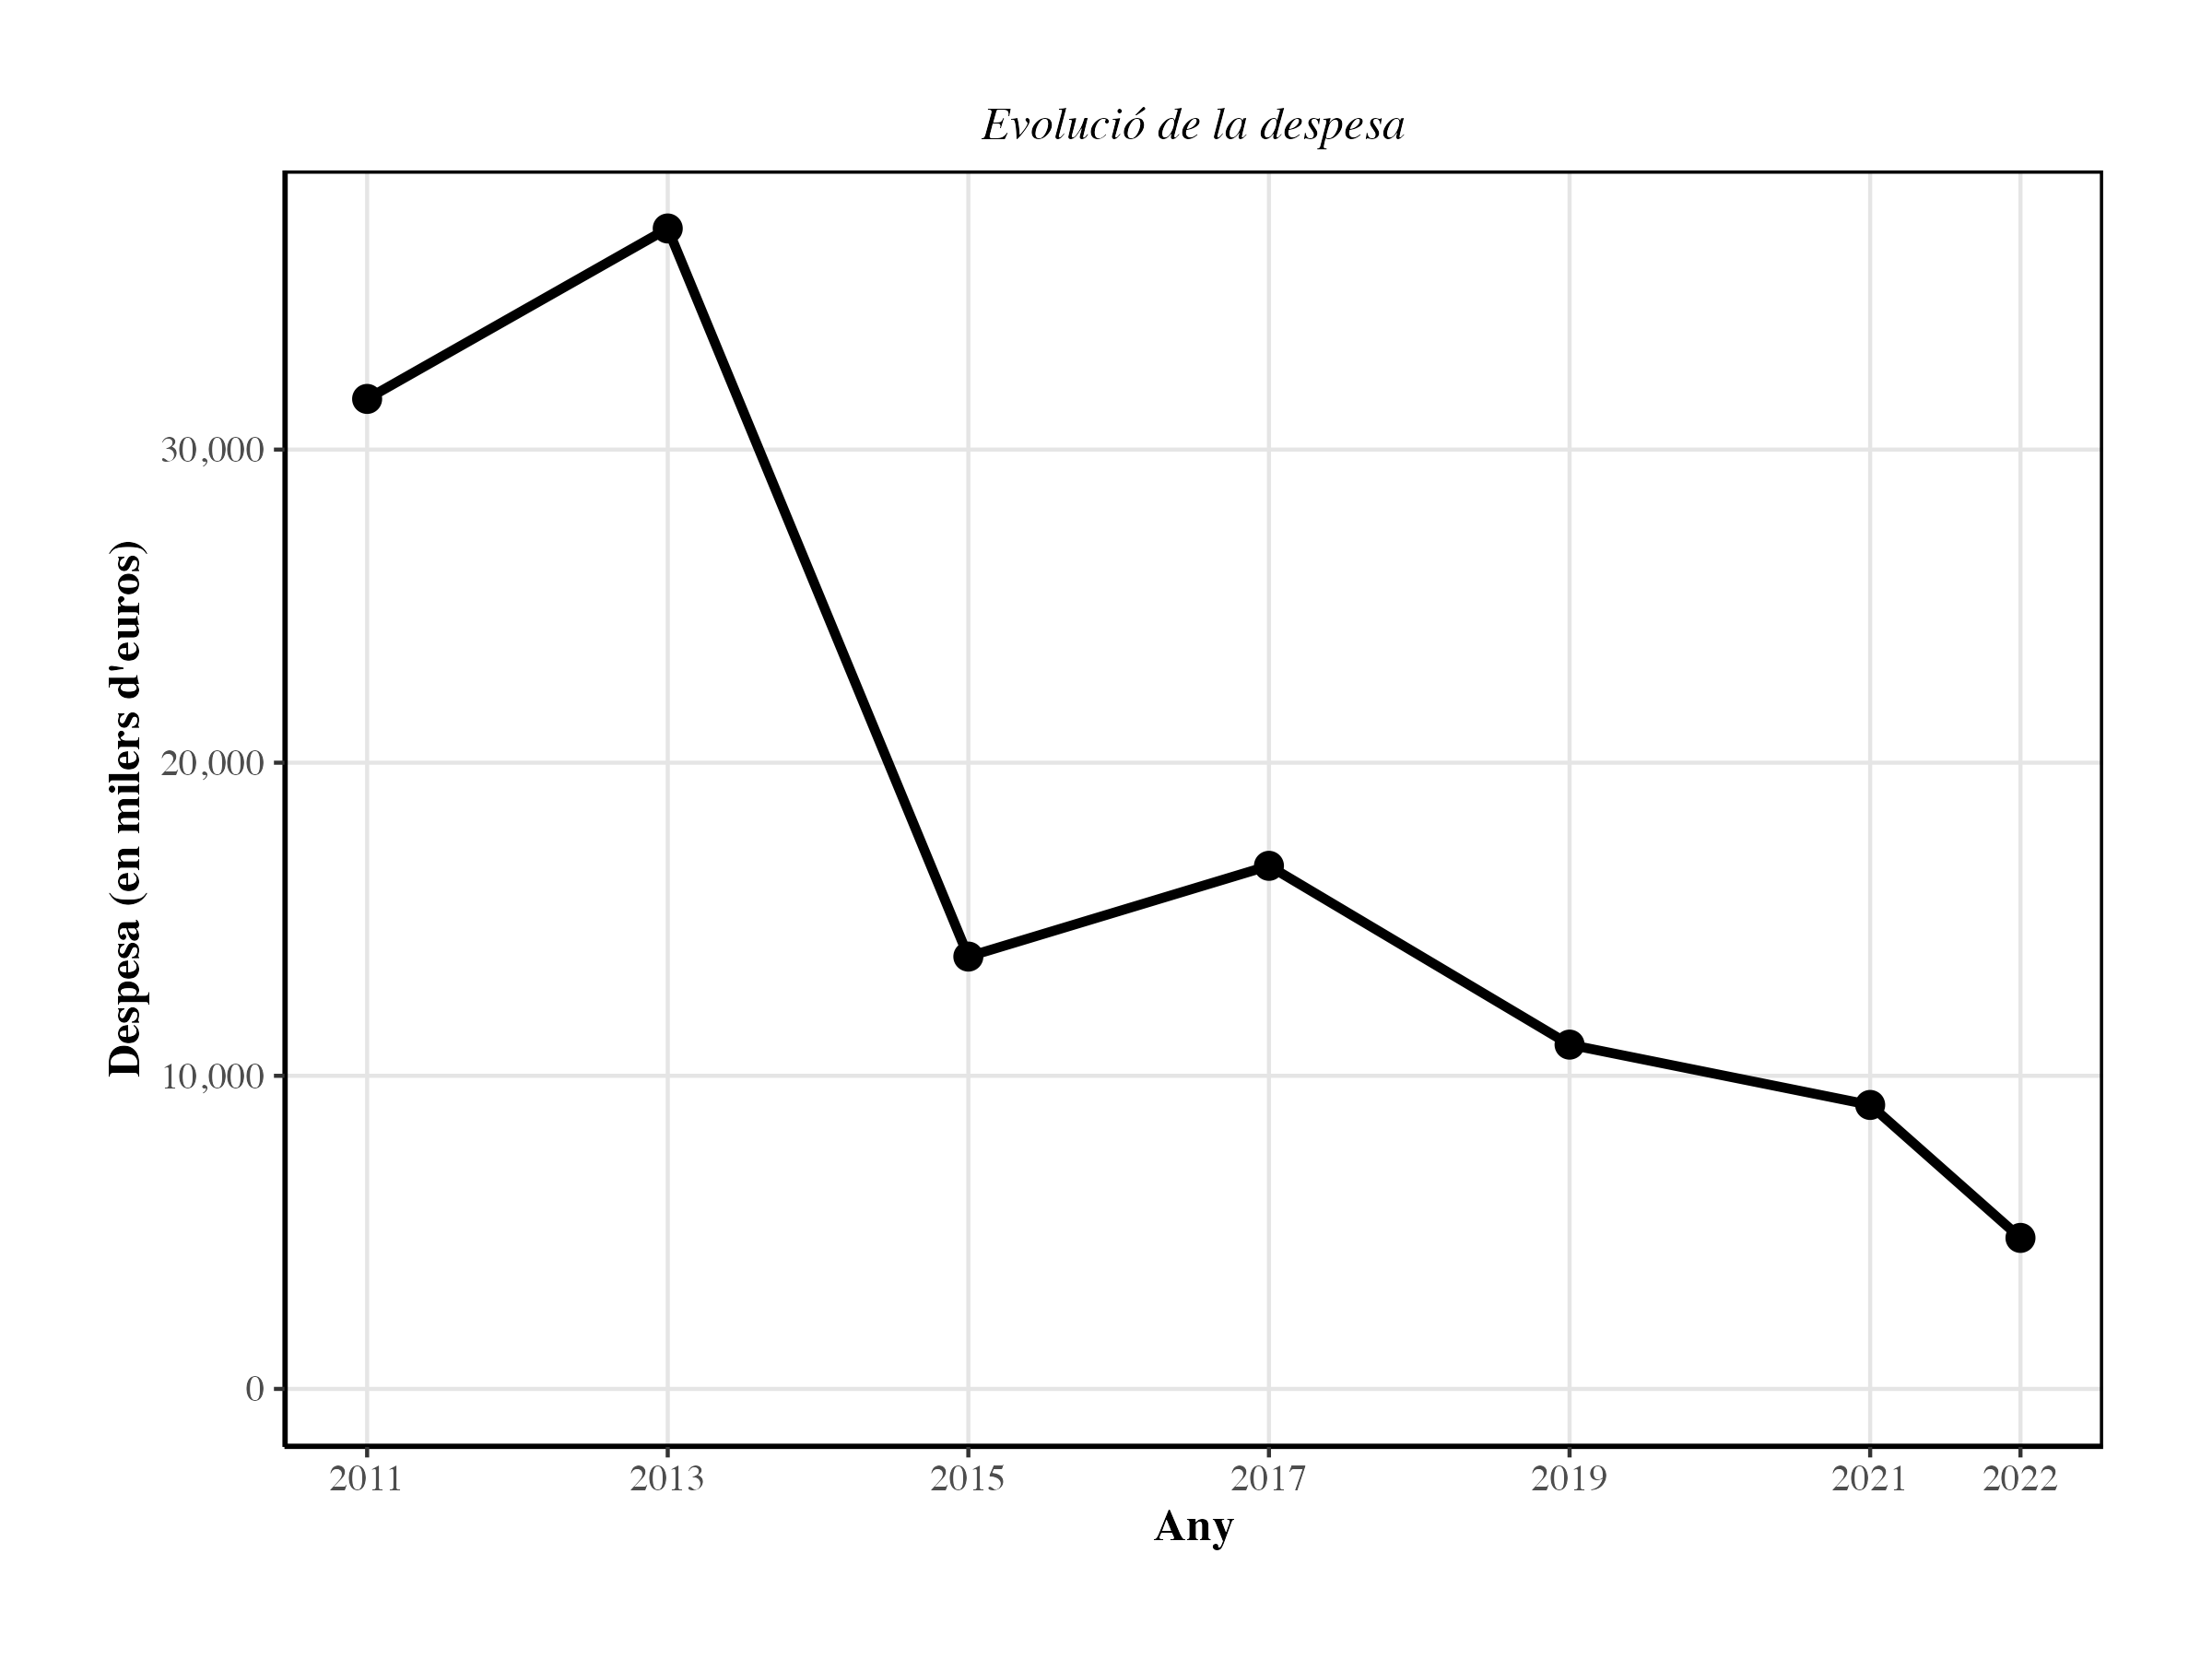 Evolució de la despesa
Despesa (en milers d'euros)
30,000
20,000
10,000
0
2011 2013 2015 2017 2019 2021 2022
Any